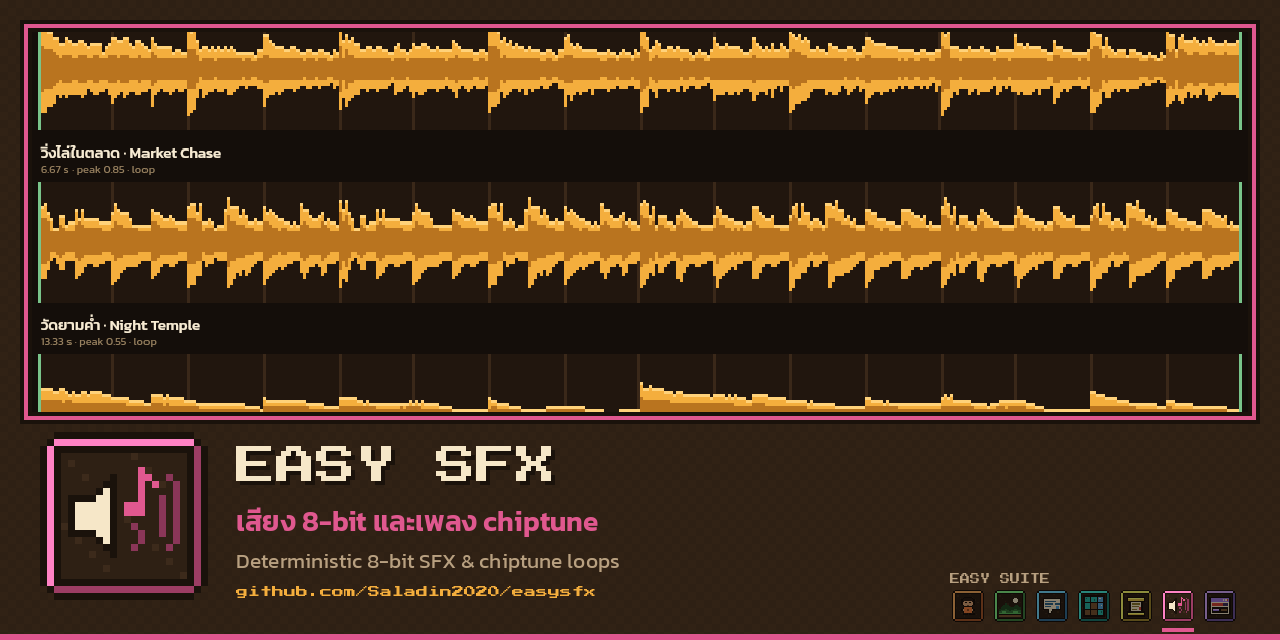 วิ่งไล่ในตลาด · Market Chase
6.67 s · peak 0.85 · loop
วัดยามค่ำ · Night Temple
13.33 s · peak 0.55 · loop
EASY SFX
เสียง 8-bit และเพลง chiptune
Deterministic 8-bit SFX & chiptune loops
github.com/Saladin2020/easysfx
EASY SUITE